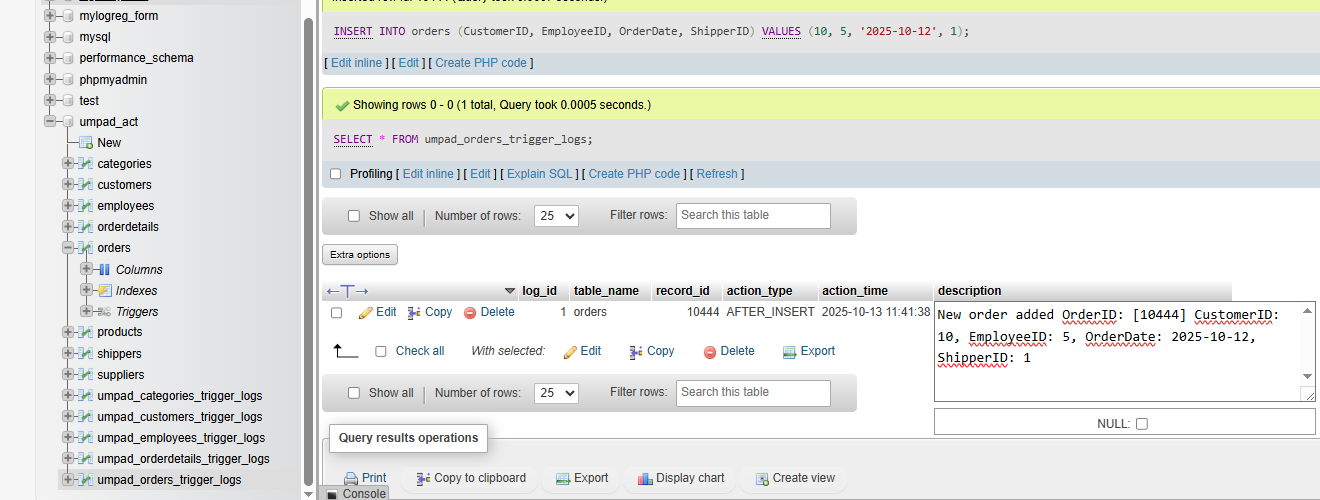 mylogreg_form
mysql
performance_schema
phpmyadmin
test
umpad_act
New
categories
customers
employees
orderdetails
orders
Columns
Indexes
Triggers
products
shippers
suppliers
umpad_categories_trigger_logs
umpad_customers_trigger_logs
umpad_employees_trigger_logs
umpad_orderdetails_trigger_logs
umpad_orders_trigger_logs
INSERT INTO orders (CustomerID, EmployeeID, OrderDate, ShipperID) VALUES (10, 5, '2025-10-12', 1);
[ Edit inline ] [ Edit ] [ Create PHP code ]
Showing rows 0 - 0 (1 total, Query took 0.0005 seconds.)
SELECT * FROM umpad_orders_trigger_logs;
Profiling [ Edit inline ] [ Edit ] [ Explain SQL ] [ Create PHP code ] [ Refresh ]
Show all | Number of rows: 25 Filter rows: Search this table
Extra options
←T→ log_id table_name record_id action_type action_time description
Edit Copy Delete 1 orders 10444 AFTER_INSERT 2025-10-13 11:41:38
New order added OrderID: [10444] CustomerID:
10, EmployeeID: 5, OrderDate: 2025-10-12,
ShipperID: 1
NULL:
Check all With selected: Edit Copy Delete Export
Show all | Number of rows: 25 Filter rows: Search this table
Query results operations
Print Copy to clipboard Export Display chart Create view
Console